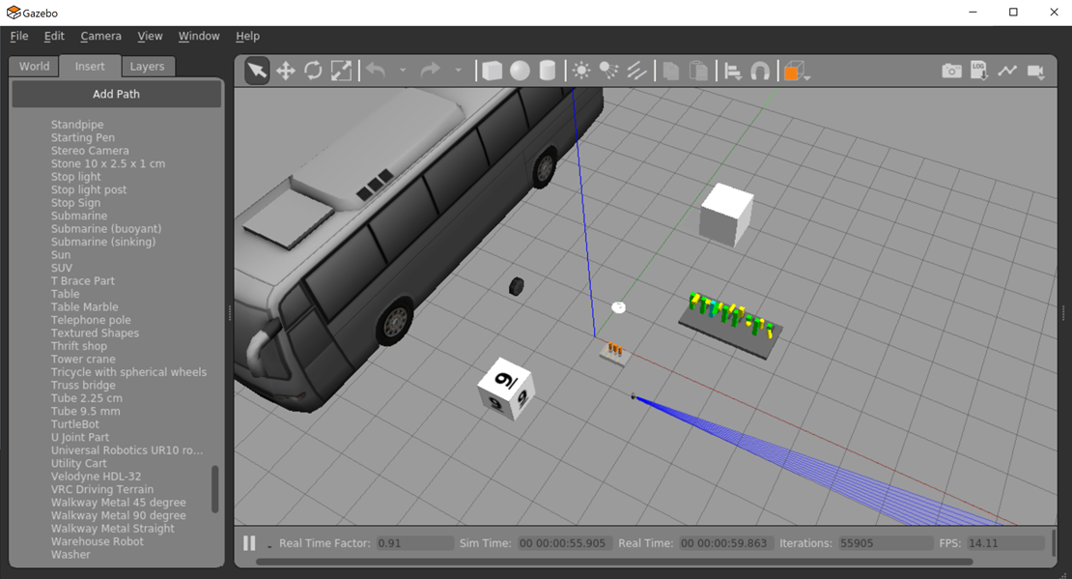 Gazebo
File Edit Camera View Window Help
World Insert Layers
Add Path
Standpipe
Starting Pen
Stereo Camera
Stone 10 x 2.5 x 1 cm
Stop light
Stop light post
Stop Sign
Submarine
Submarine (buoyant)
Submarine (sinking)
Sun
SUV
T Brace Part
Table
Table Marble
Telephone pole
Textured Shapes
Thrift shop
Tower crane
Tricycle with spherical wheels
Truss bridge
Tube 2.25 cm
Tube 9.5 mm
TurtleBot
U Joint Part
Universal Robotics UR10 ro...
Utility Cart
Velodyne HDL-32
VRC Driving Terrain
Walkway Metal 45 degree
Walkway Metal 90 degree
Walkway Metal Straight
Warehouse Robot
Washer
LOG
9
9 9
Real Time Factor: 0.91 Sim Time: 00 00:00:55.905 Real Time: 00 00:00:59.863 Iterations: 55905 FPS: 14.11